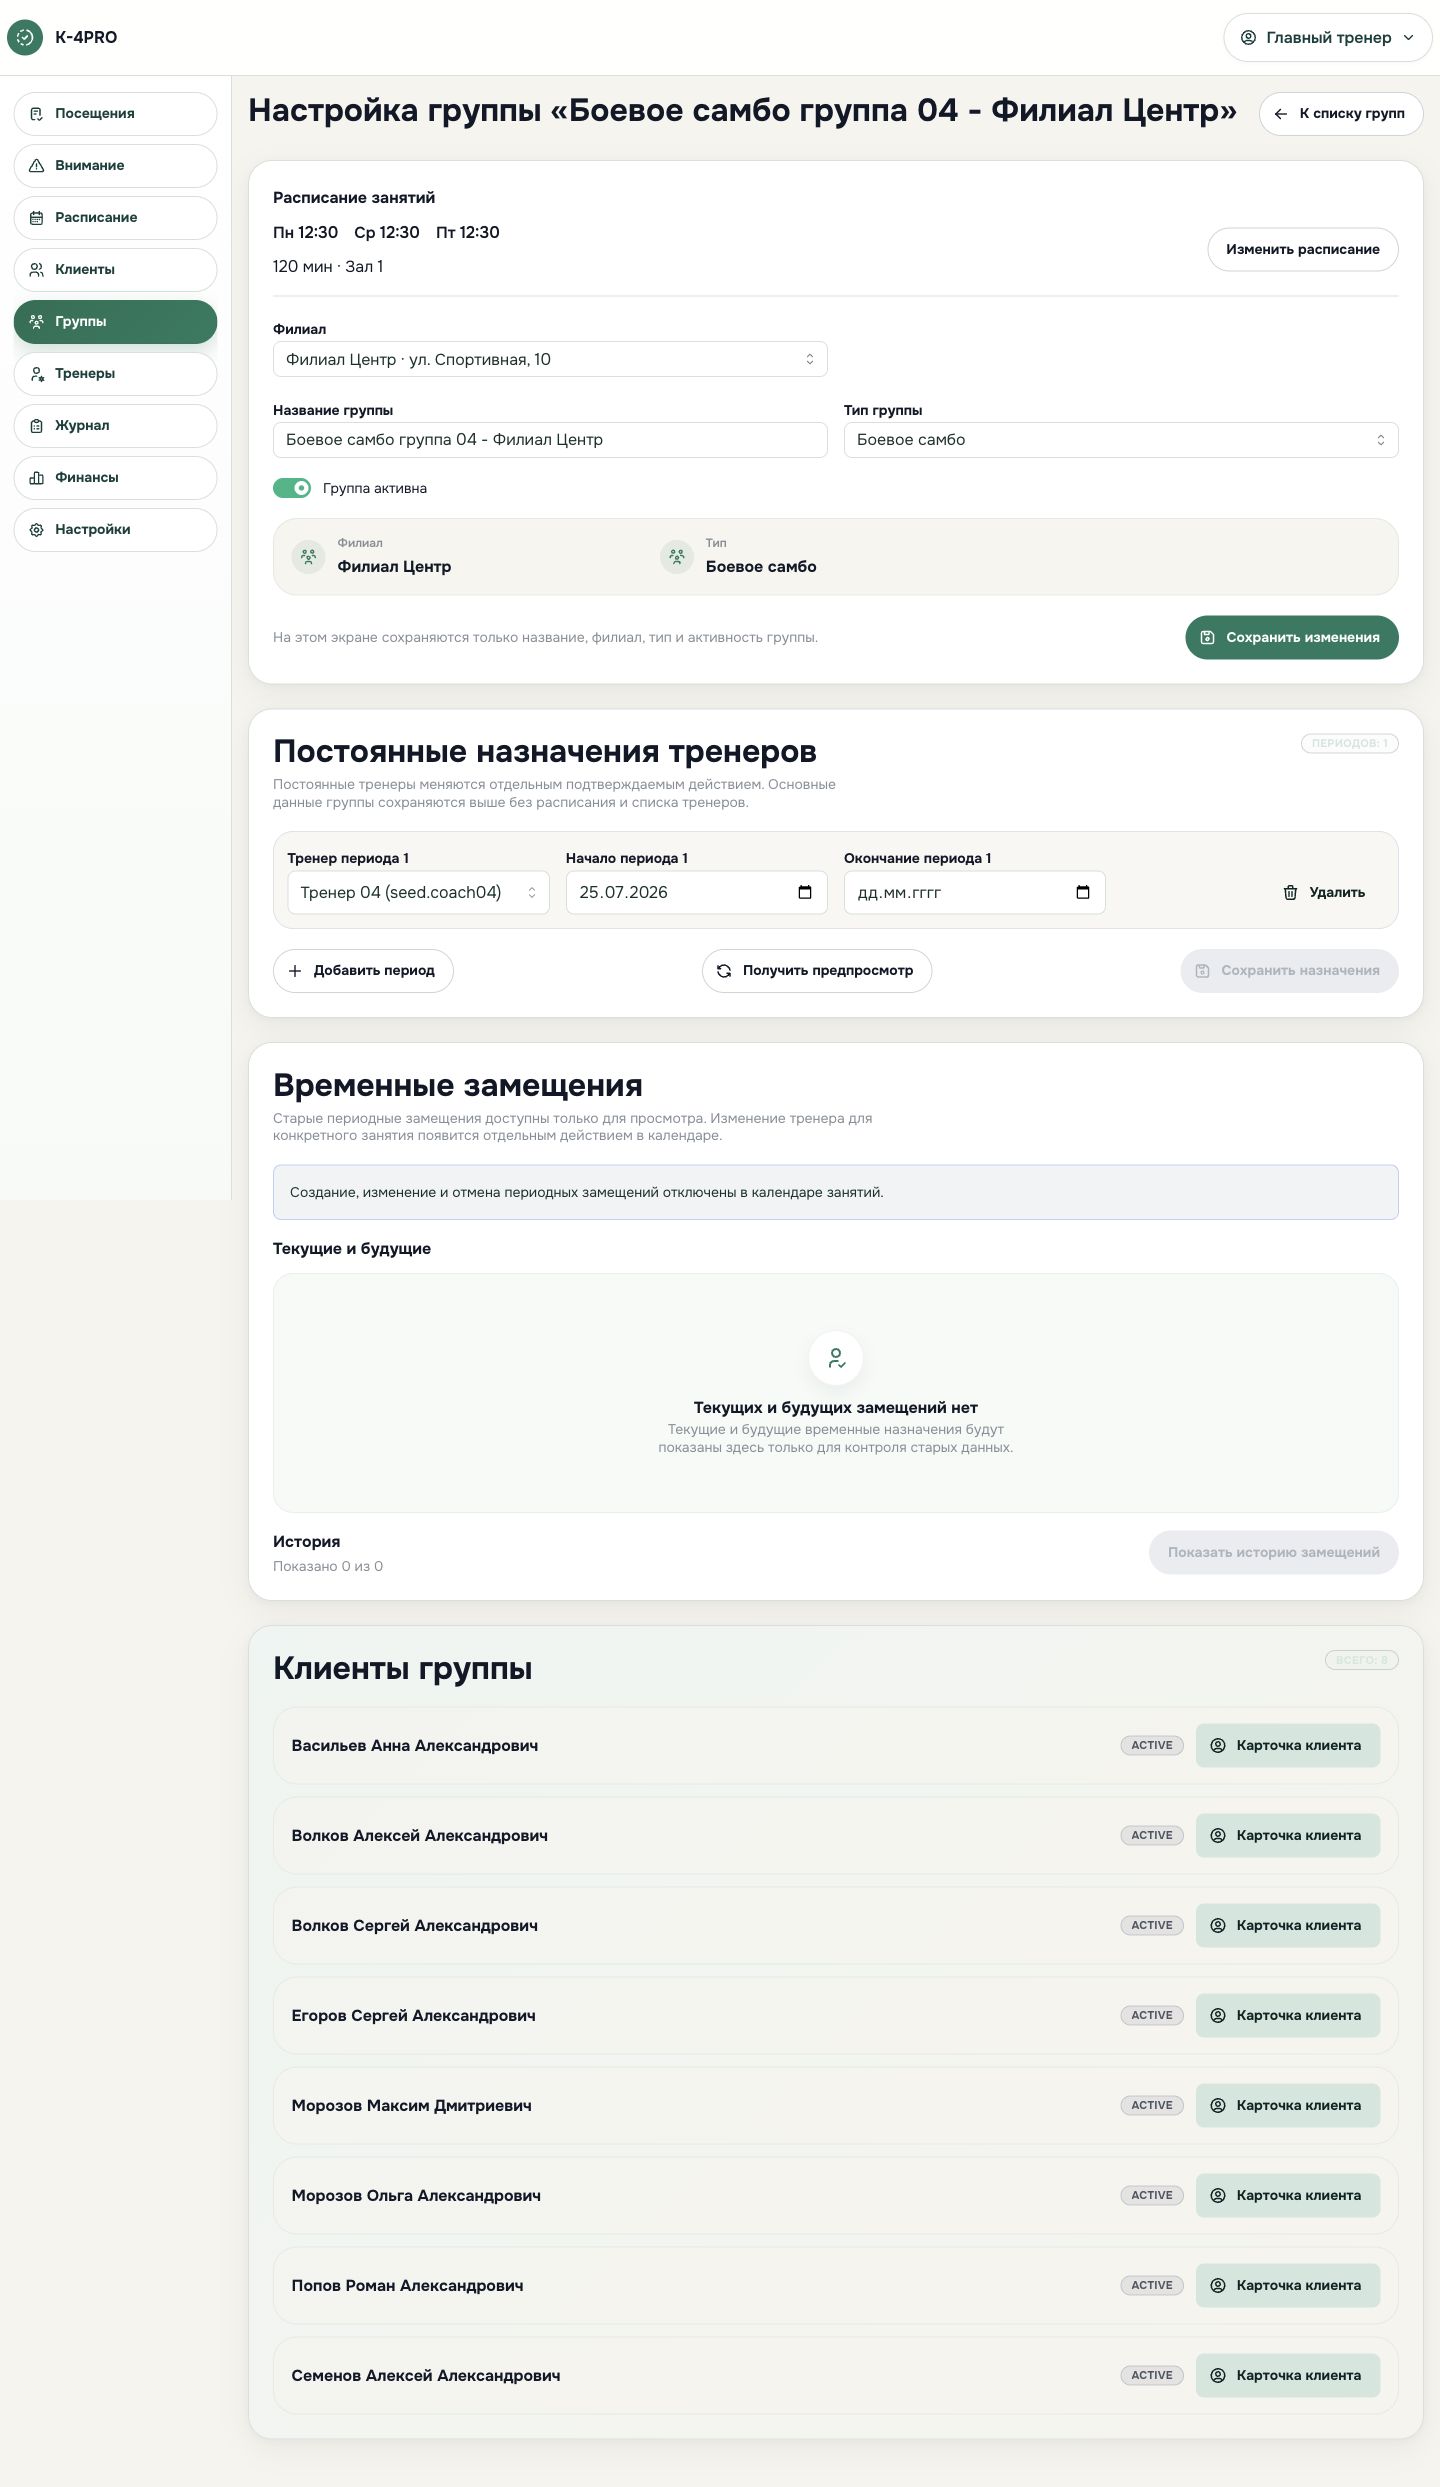 K-4PRO
Главный тренер
Посещения
Внимание
Расписание
Клиенты
Группы
Тренеры
Журнал
Финансы
Настройки
Настройка группы «Боевое самбо группа 04 - Филиал Центр»
К списку групп
Расписание занятий
Пн 12:30 Ср 12:30 Пт 12:30
120 мин · Зал 1
Изменить расписание
Филиал
Филиал Центр · ул. Спортивная, 10
Название группы
Боевое самбо группа 04 - Филиал Центр
Тип группы
Боевое самбо
Группа активна
Филиал
Филиал Центр
Тип
Боевое самбо
На этом экране сохраняются только название, филиал, тип и активность группы.
Сохранить изменения
Постоянные назначения тренеров
ПЕРИОДОВ: 1
Постоянные тренеры меняются отдельным подтверждаемым действием. Основные
данные группы сохраняются выше без расписания и списка тренеров.
Тренер периода 1
Тренер 04 (seed.coach04)
Начало периода 1
25.07.2026
Окончание периода 1
дд.мм.гггг
Удалить
Добавить период
Получить предпросмотр
Сохранить назначения
Временные замещения
Старые периодные замещения доступны только для просмотра. Изменение тренера для
конкретного занятия появится отдельным действием в календаре.
Создание, изменение и отмена периодных замещений отключены в календаре занятий.
Текущие и будущие
Текущих и будущих замещений нет
Текущие и будущие временные назначения будут
показаны здесь только для контроля старых данных.
История
Показано 0 из 0
Показать историю замещений
Клиенты группы
ВСЕГО: 8
Васильев Анна Александрович
ACTIVE
Карточка клиента
Волков Алексей Александрович
ACTIVE
Карточка клиента
Волков Сергей Александрович
ACTIVE
Карточка клиента
Егоров Сергей Александрович
ACTIVE
Карточка клиента
Морозов Максим Дмитриевич
ACTIVE
Карточка клиента
Морозов Ольга Александрович
ACTIVE
Карточка клиента
Попов Роман Александрович
ACTIVE
Карточка клиента
Семенов Алексей Александрович
ACTIVE
Карточка клиента